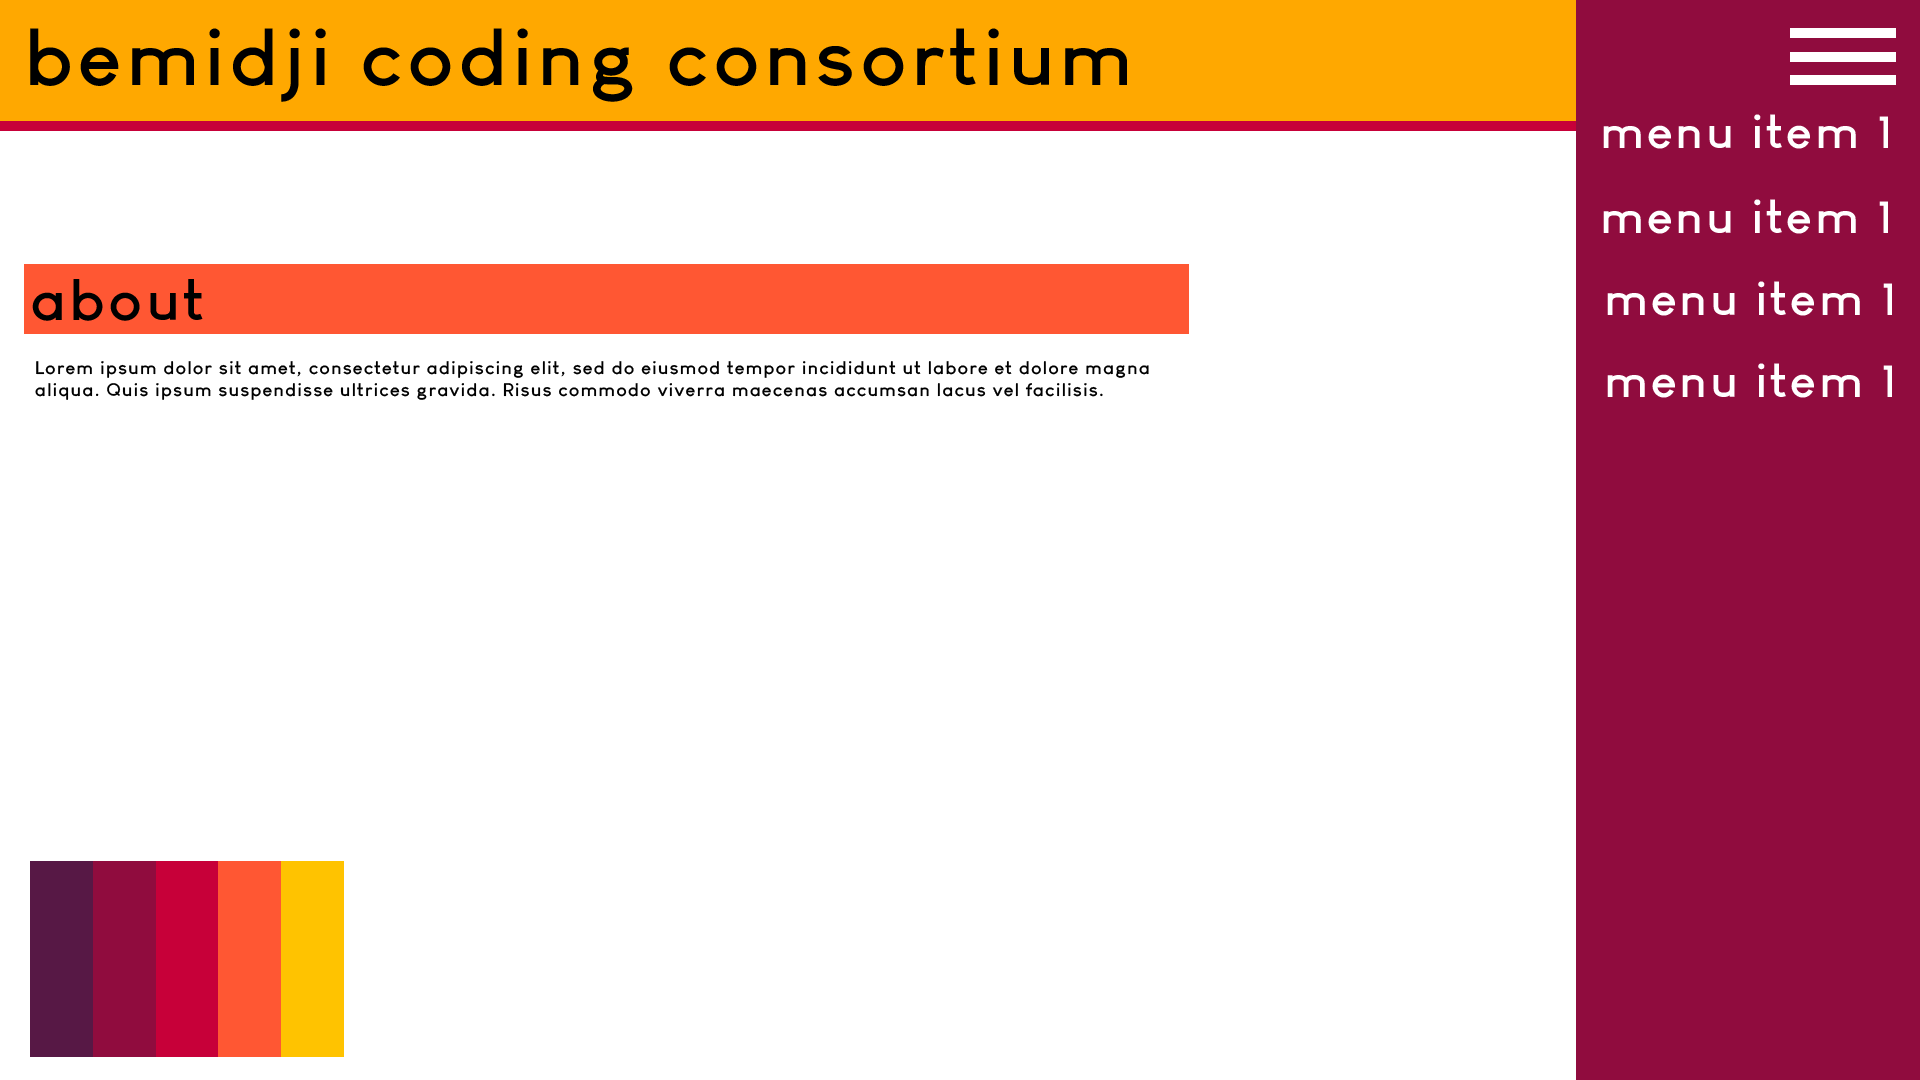 bemidji coding consortium
menu item 1
menu item 1
menu item 1
menu item 1
about
Lorem ipsum dolor sit amet, consectetur adipiscing elit, sed do eiusmod tempor incididunt ut labore et dolore magna
aliqua. Quis ipsum suspendisse ultrices gravida. Risus commodo viverra maecenas accumsan lacus vel facilisis.